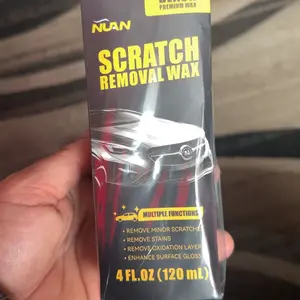 PREMIUM WAX
NUAN
SCRATCH
REMOVAL WAX
MULTIPLE FUNCTIONS
• REMOVE MINOR SCRATCHE
• REMOVE STAINS
• REMOVE OXIDATION LAYER
• ENHANCE SURFACE GLOSS
4 FL.OZ (120 mL)